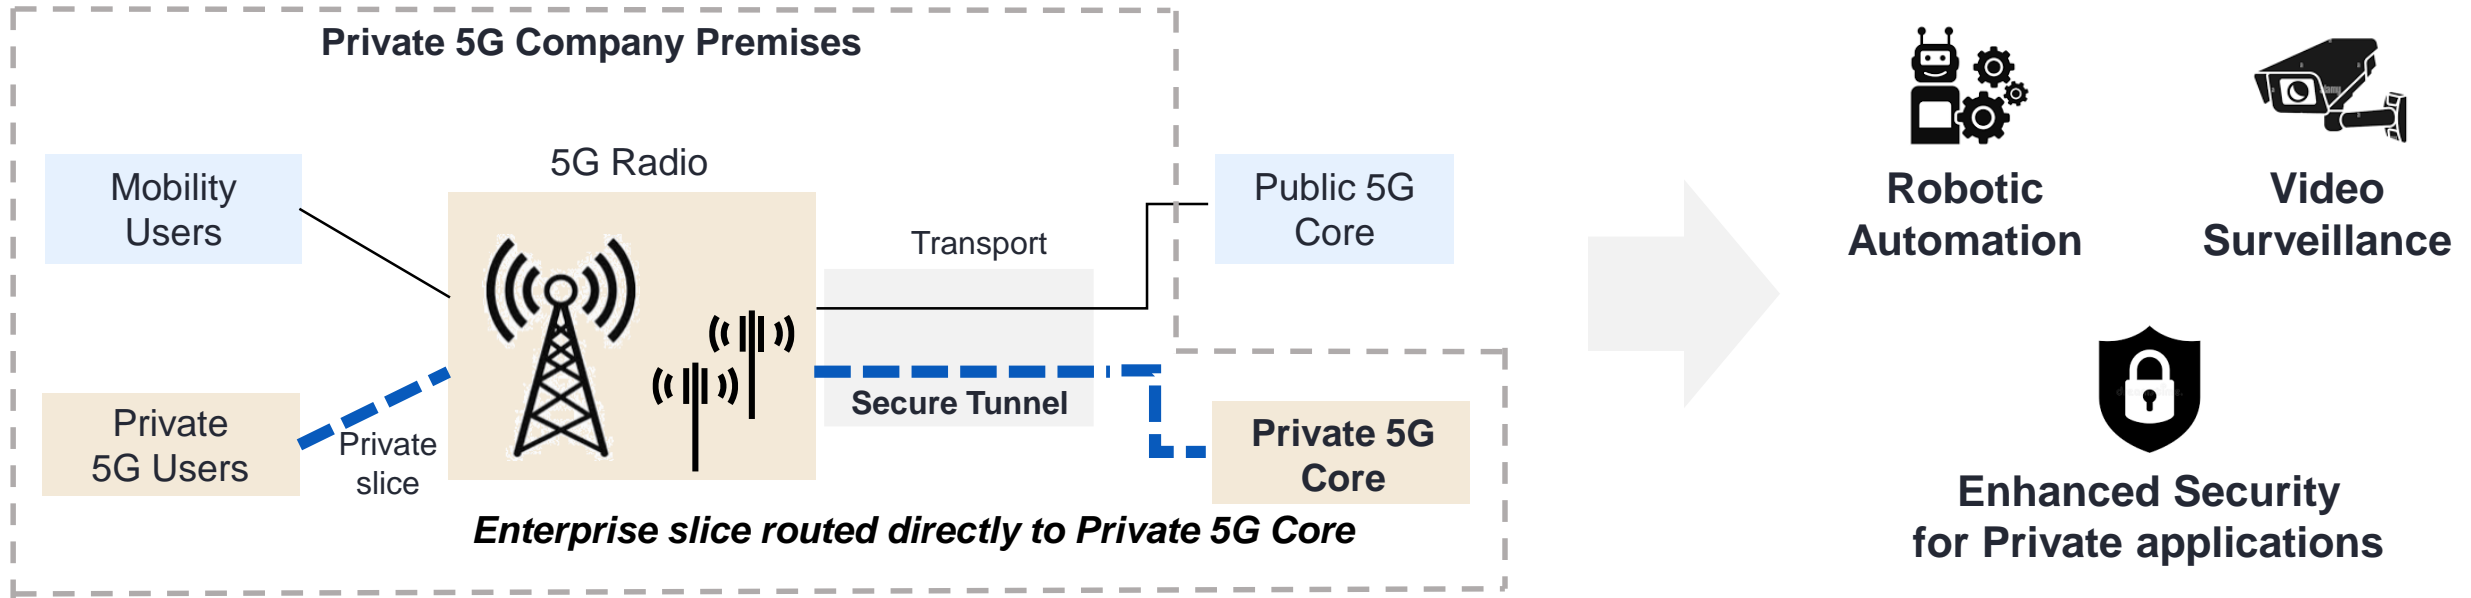 Private 5G Company Premises
5G Radio
Mobility
Users
Public 5G
Core
Transport
Secure Tunnel
Private
5G Users
Private
slice
Private 5G
Core
Enterprise slice routed directly to Private 5G Core
Robotic
Automation
Video
Surveillance
Enhanced Security
for Private applications